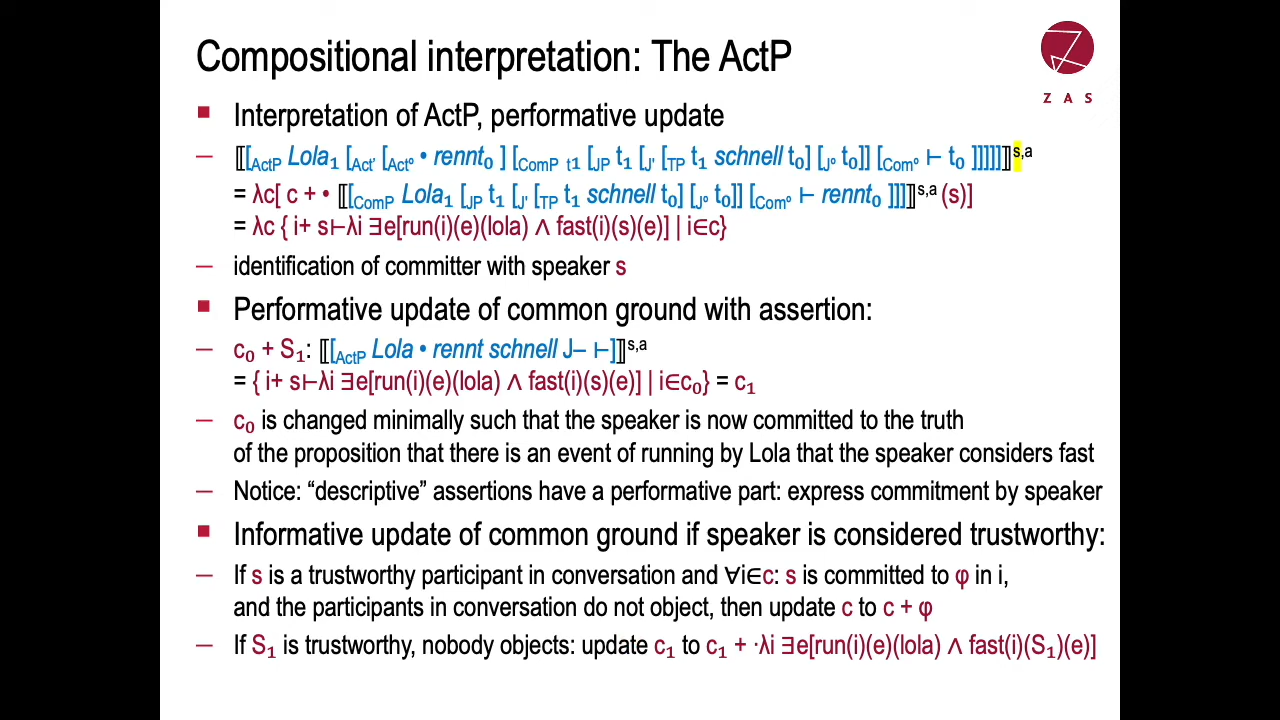 Compositional interpretation: The ActP
Z A S
■ Interpretation of ActP, performative update
– ⟦[ActP Lola₁ [Act' [Act° • rennt₀ ] [ComP t1 [JP t₁ [J' [TP t₁ schnell t₀] [J° t₀]] [Com° ⊢ t₀ ]]]]]⟧s,a
= λc[ c + • ⟦[ComP Lola₁ [JP t₁ [J' [TP t₁ schnell t₀] [J° t₀]] [Com° ⊢ rennt₀ ]]]⟧s,a (s)]
= λc { i+ s⊢λi ∃e[run(i)(e)(lola) ∧ fast(i)(s)(e)] | i∈c}
– identification of committer with speaker s
■ Performative update of common ground with assertion:
– c₀ + S₁: ⟦[ActP Lola • rennt schnell J– ⊢]⟧s,a
= { i+ s⊢λi ∃e[run(i)(e)(lola) ∧ fast(i)(s)(e)] | i∈c₀} = c₁
– c₀ is changed minimally such that the speaker is now committed to the truth
of the proposition that there is an event of running by Lola that the speaker considers fast
– Notice: “descriptive” assertions have a performative part: express commitment by speaker
■ Informative update of common ground if speaker is considered trustworthy:
– If s is a trustworthy participant in conversation and ∀i∈c: s is committed to φ in i,
and the participants in conversation do not object, then update c to c + φ
– If S₁ is trustworthy, nobody objects: update c₁ to c₁ + ·λi ∃e[run(i)(e)(lola) ∧ fast(i)(S₁)(e)]